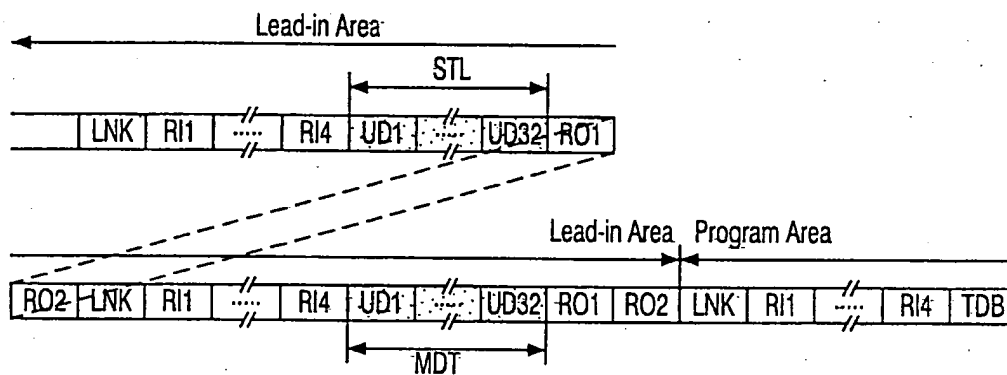 Lead-in Area
STL
LNK RI1 ..... RI4 UD1 ..... UD32 RO1
Lead-in Area Program Area
RO2 LNK RI1 ..... RI4 UD1 ..... UD32 RO1 RO2 LNK RI1 ..... RI4 TDB
MDT